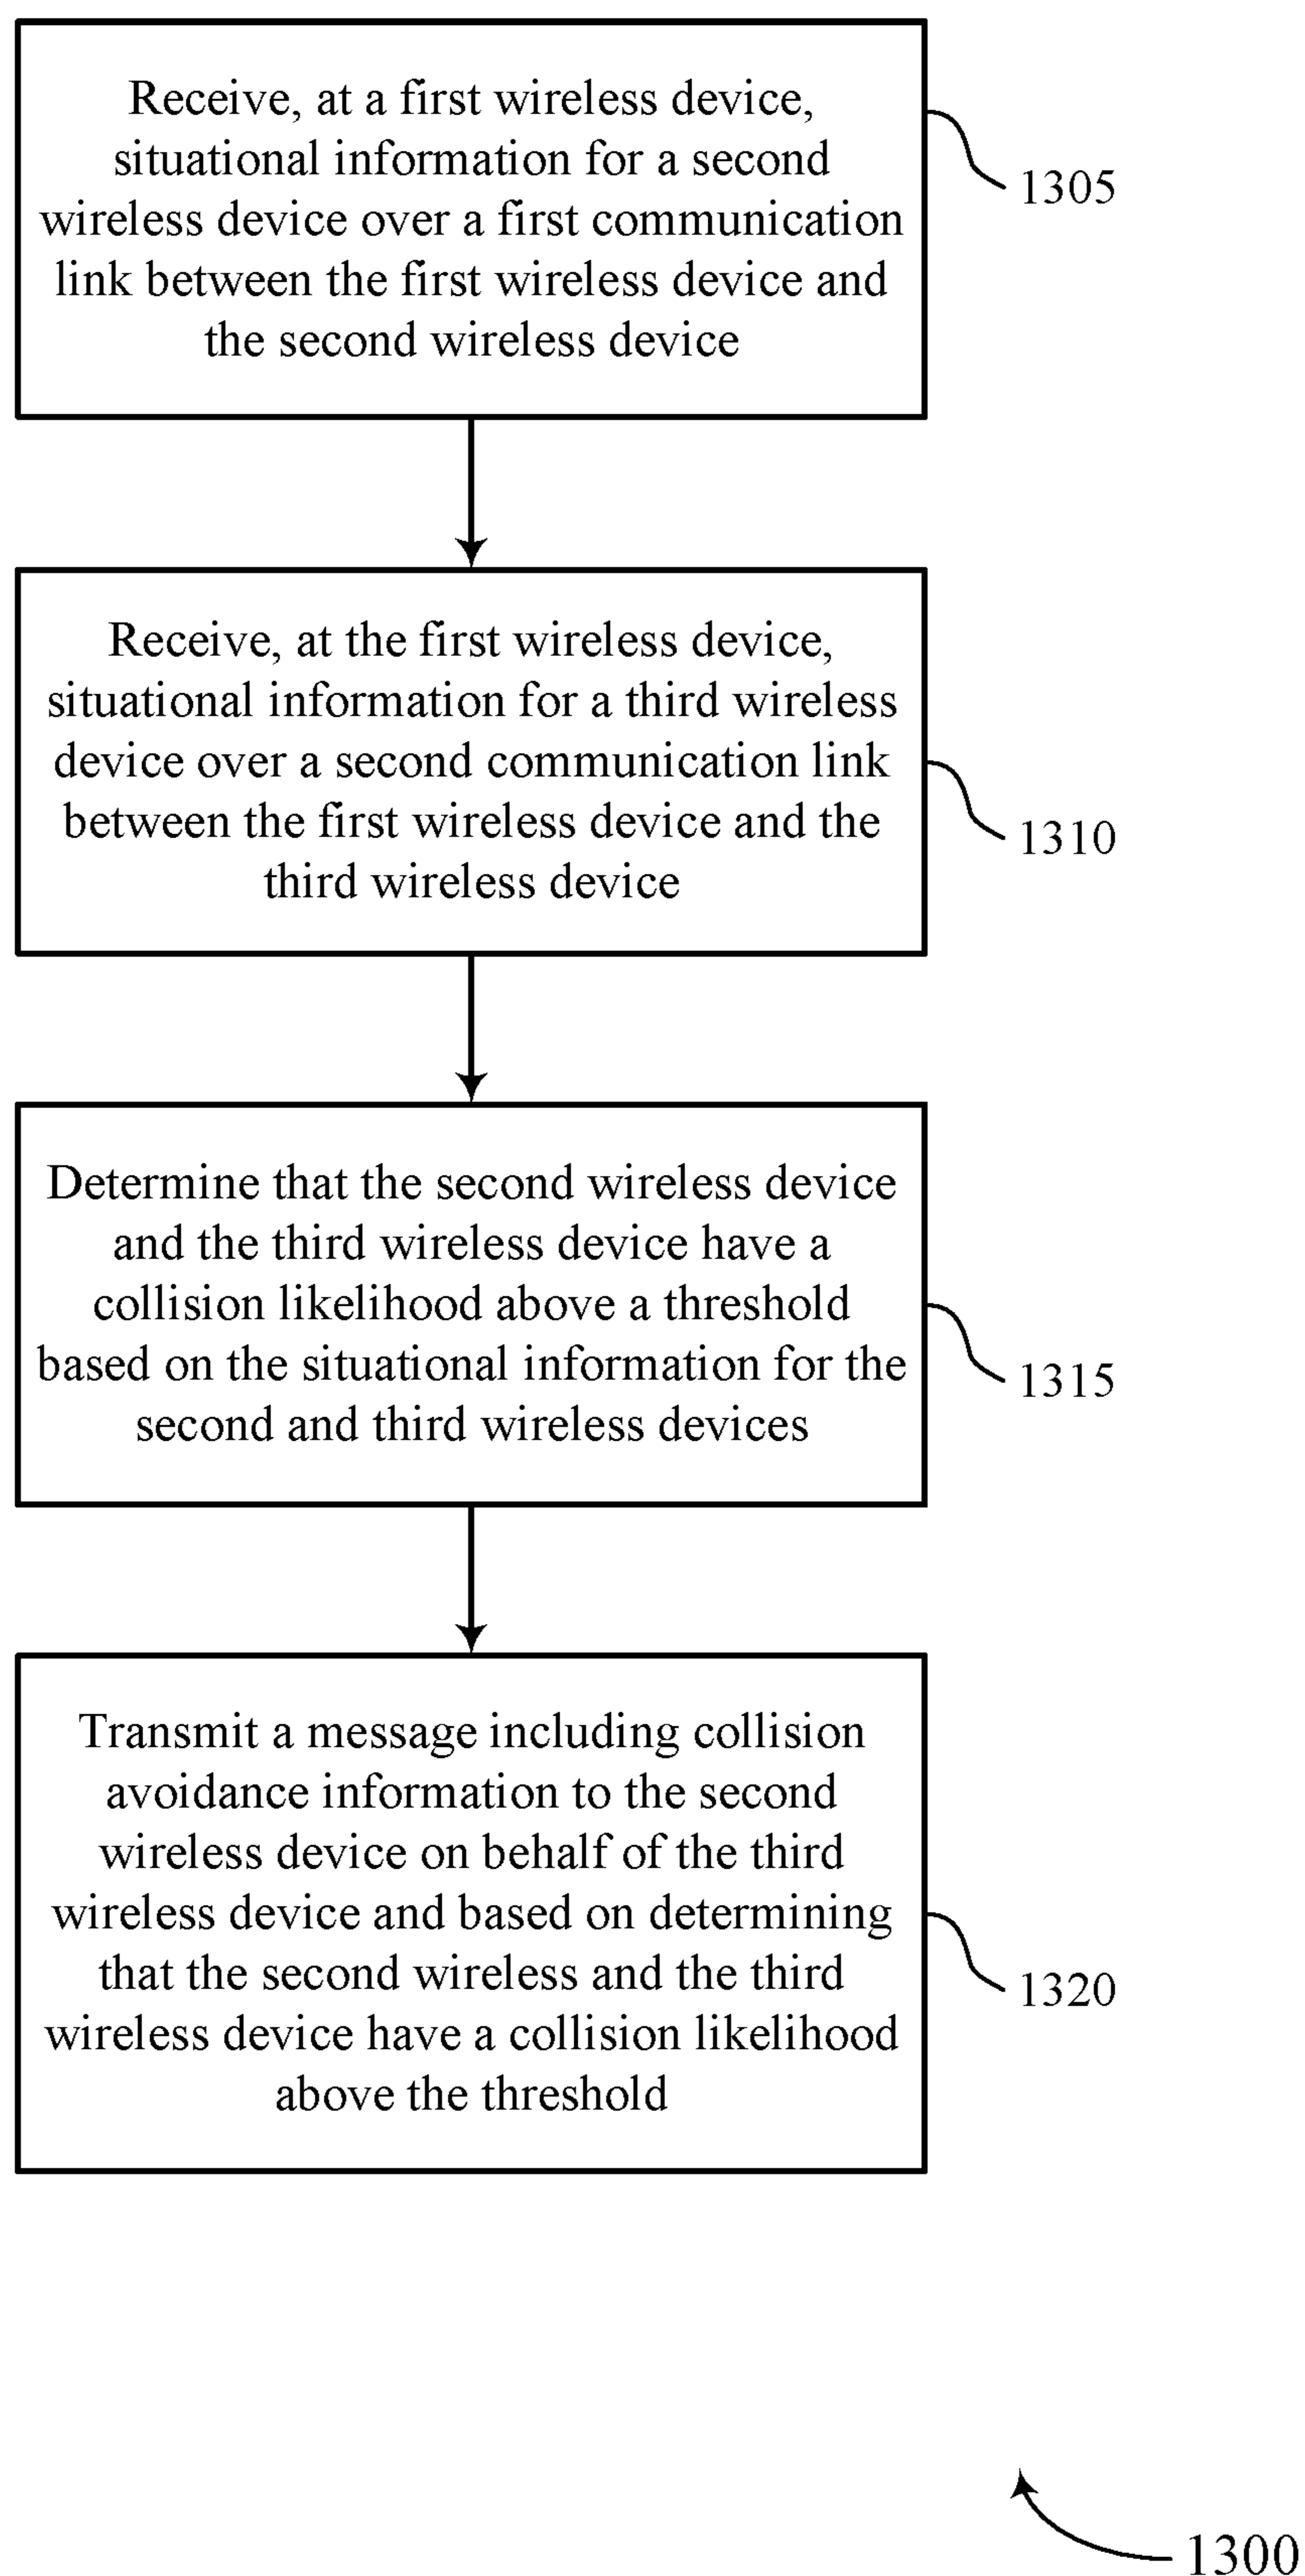 Receive, at a first wireless device,
situational information for a second
wireless device over a first communication
link between the first wireless device and
the second wireless device
1305
Receive, at the first wireless device,
situational information for a third wireless
device over a second communication link
between the first wireless device and the
third wireless device
1310
Determine that the second wireless device
and the third wireless device have a
collision likelihood above a threshold
based on the situational information for the
second and third wireless devices
1315
Transmit a message including collision
avoidance information to the second
wireless device on behalf of the third
wireless device and based on determining
that the second wireless and the third
wireless device have a collision likelihood
above the threshold
1320
1300